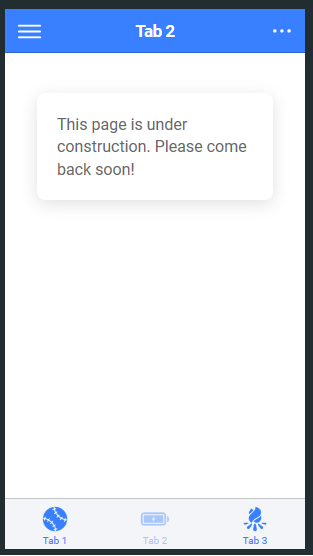 Tab 2
This page is under
construction. Please come
back soon!
Tab 1
Tab 2
Tab 3